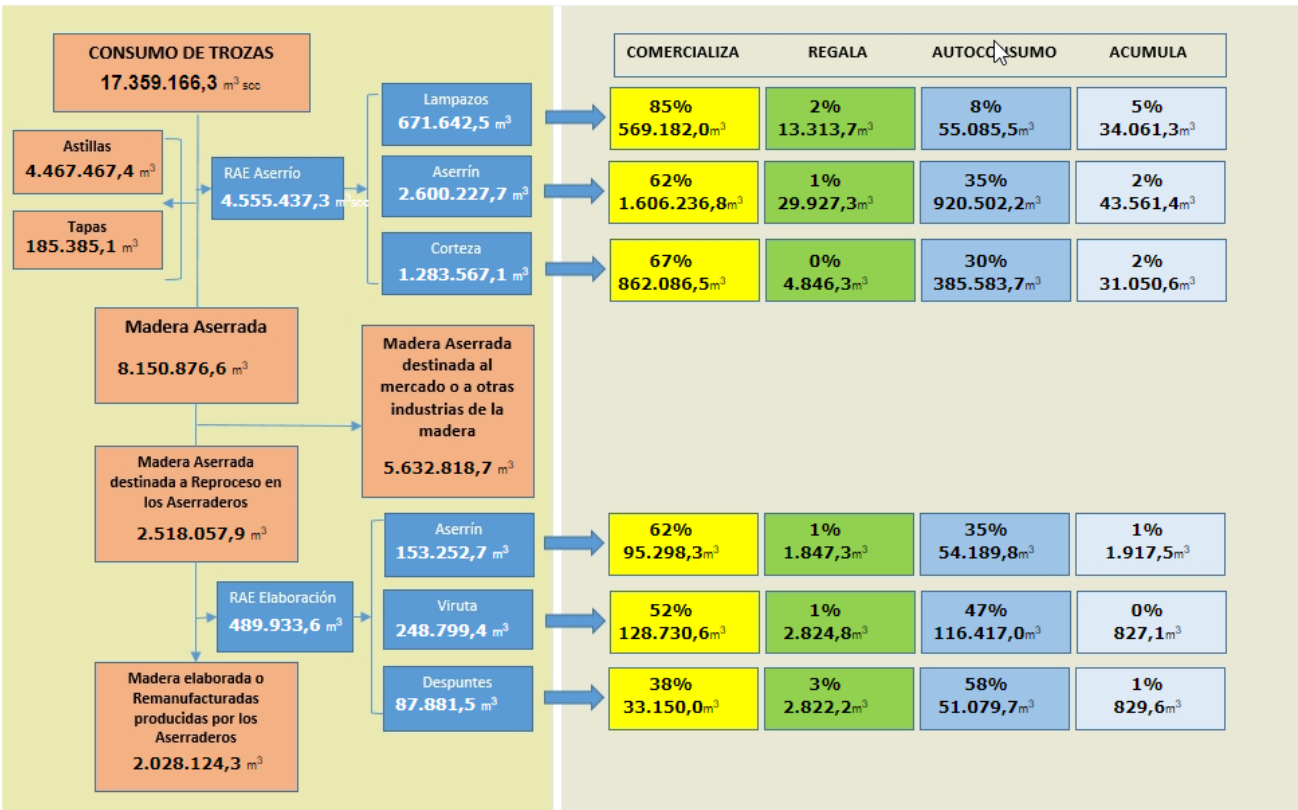 CONSUMO DE TROZAS
17.359.166,3 m³ scc
Astillas
4.467.467,4 m³
Tapas
185.385,1 m³
RAE Aserrío
4.555.437,3 m³scc
Lampazos
671.642,5 m³
Aserrín
2.600.227,7 m³
Corteza
1.283.567,1 m³
COMERCIALIZA REGALA AUTOCONSUMO ACUMULA
85% 2% 8% 5%
569.182,0m³ 13.313,7m³ 55.085,5m³ 34.061,3m³
62% 1% 35% 2%
1.606.236,8m³ 29.927,3m³ 920.502,2m³ 43.561,4m³
67% 0% 30% 2%
862.086,5m³ 4.846,3m³ 385.583,7m³ 31.050,6m³
Madera Aserrada
8.150.876,6 m³
Madera Aserrada
destinada al
mercado o a otras
industrias de la
madera
5.632.818,7 m³
Madera Aserrada
destinada a Reproceso en
los Aserraderos
2.518.057,9 m³
RAE Elaboración
489.933,6 m³
Aserrín
153.252,7 m³
Viruta
248.799,4 m³
Despuntes
87.881,5 m³
62% 1% 35% 1%
95.298,3m³ 1.847,3m³ 54.189,8m³ 1.917,5m³
52% 1% 47% 0%
128.730,6m³ 2.824,8m³ 116.417,0m³ 827,1m³
38% 3% 58% 1%
33.150,0m³ 2.822,2m³ 51.079,7m³ 829,6m³
Madera elaborada o
Remanufacturadas
producidas por los
Aserraderos
2.028.124,3 m³